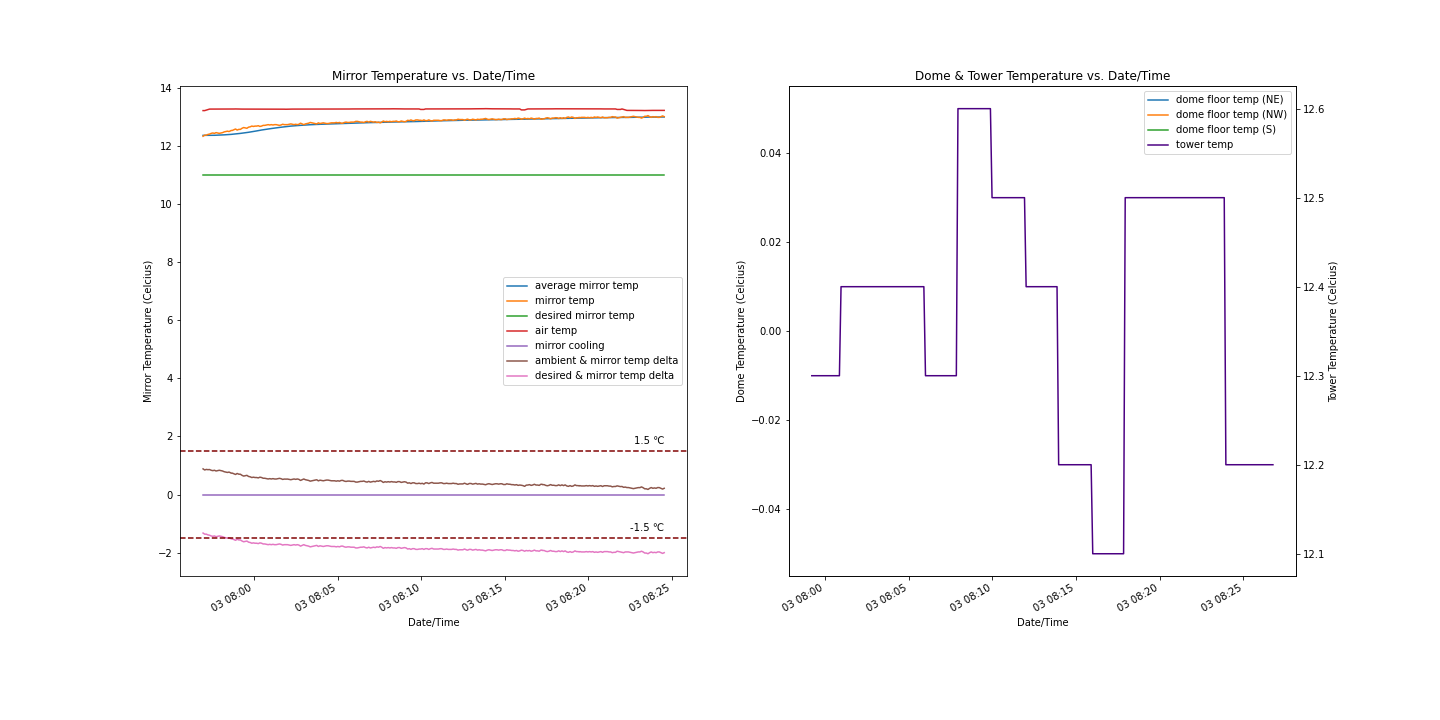 Mirror Temperature vs. Date/Time
Mirror Temperature (Celcius)
14
12
10
8
6
4
2
0
−2
average mirror temp
mirror temp
desired mirror temp
air temp
mirror cooling
ambient & mirror temp delta
desired & mirror temp delta
1.5 °C
-1.5 °C
03 08:00
03 08:05
03 08:10
03 08:15
03 08:20
03 08:25
Date/Time
Dome & Tower Temperature vs. Date/Time
Dome Temperature (Celcius)
0.04
0.02
0.00
−0.02
−0.04
dome floor temp (NE)
dome floor temp (NW)
dome floor temp (S)
tower temp
12.6
12.5
12.4
12.3
12.2
12.1
Tower Temperature (Celcius)
03 08:00
03 08:05
03 08:10
03 08:15
03 08:20
03 08:25
Date/Time